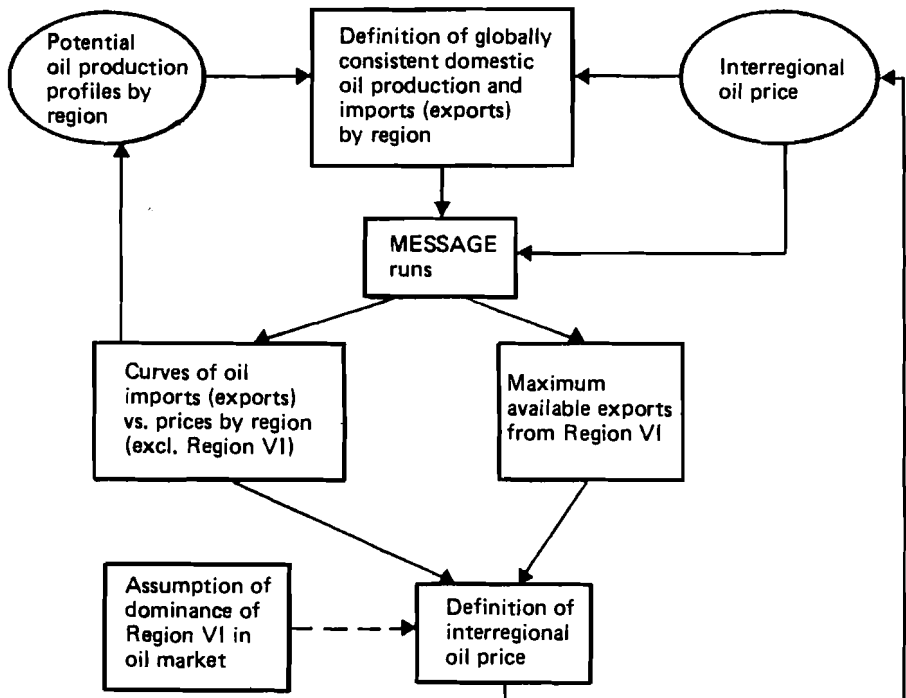 Potential
oil production
profiles by
region
Definition of globally
consistent domestic
oil production and
imports (exports)
by region
Interregional
oil price
MESSAGE
runs
Curves of oil
imports (exports)
vs. prices by region
(excl. Region VI)
Maximum
available exports
from Region VI
Assumption of
dominance of
Region VI in
oil market
Definition of
interregional
oil price